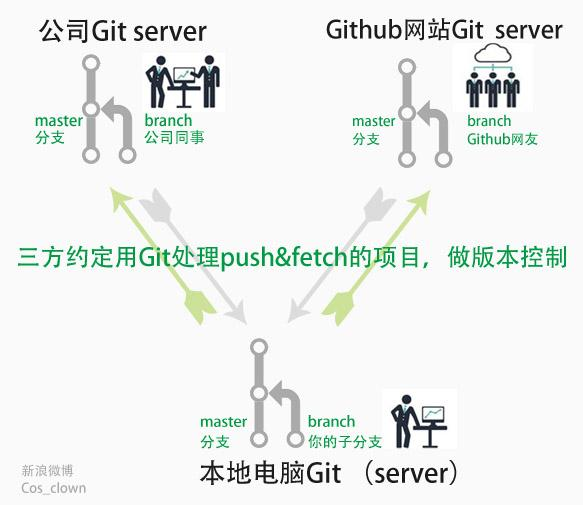 公司Git server
Github网站Git server
master
分支
branch
公司同事
master
分支
branch
Github网友
三方约定用Git处理push&fetch的项目，做版本控制
master
分支
branch
你的子分支
本地电脑Git （server）
新浪微博
Cos_clown